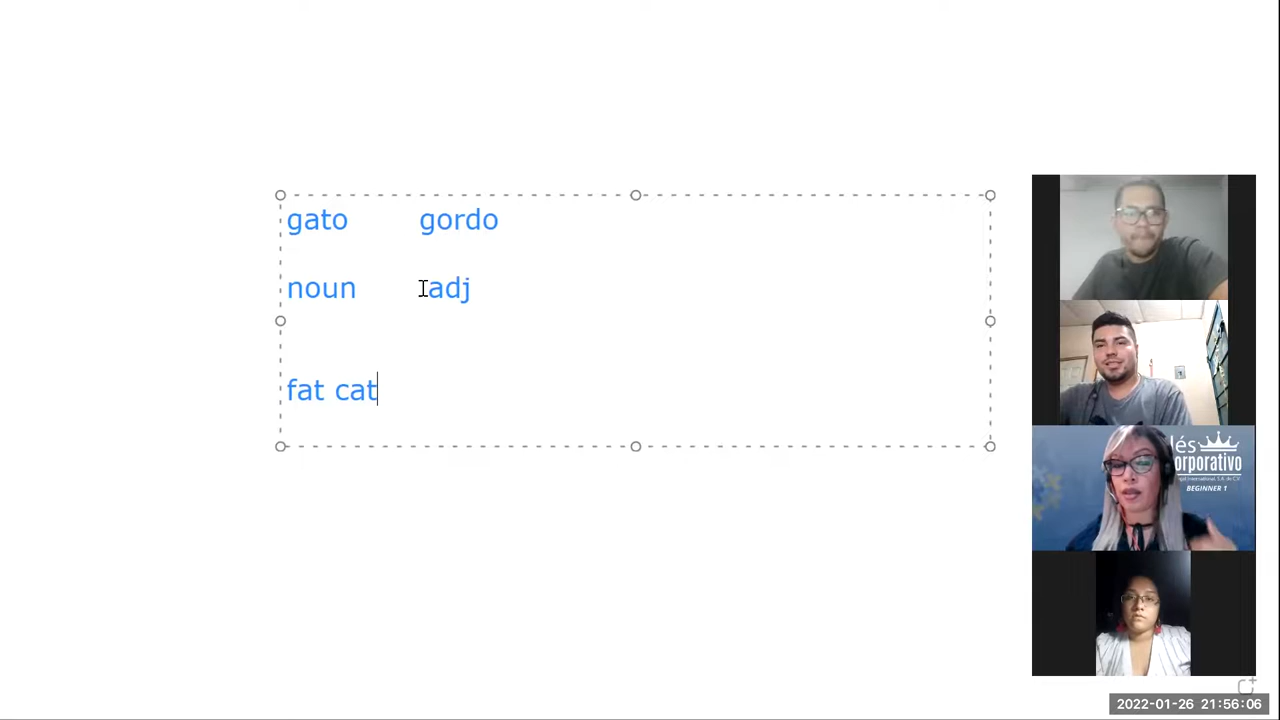 gato gordo
noun adj
fat cat
lés
orporativo
BEGINNER 1
2022-01-26 21:56:06